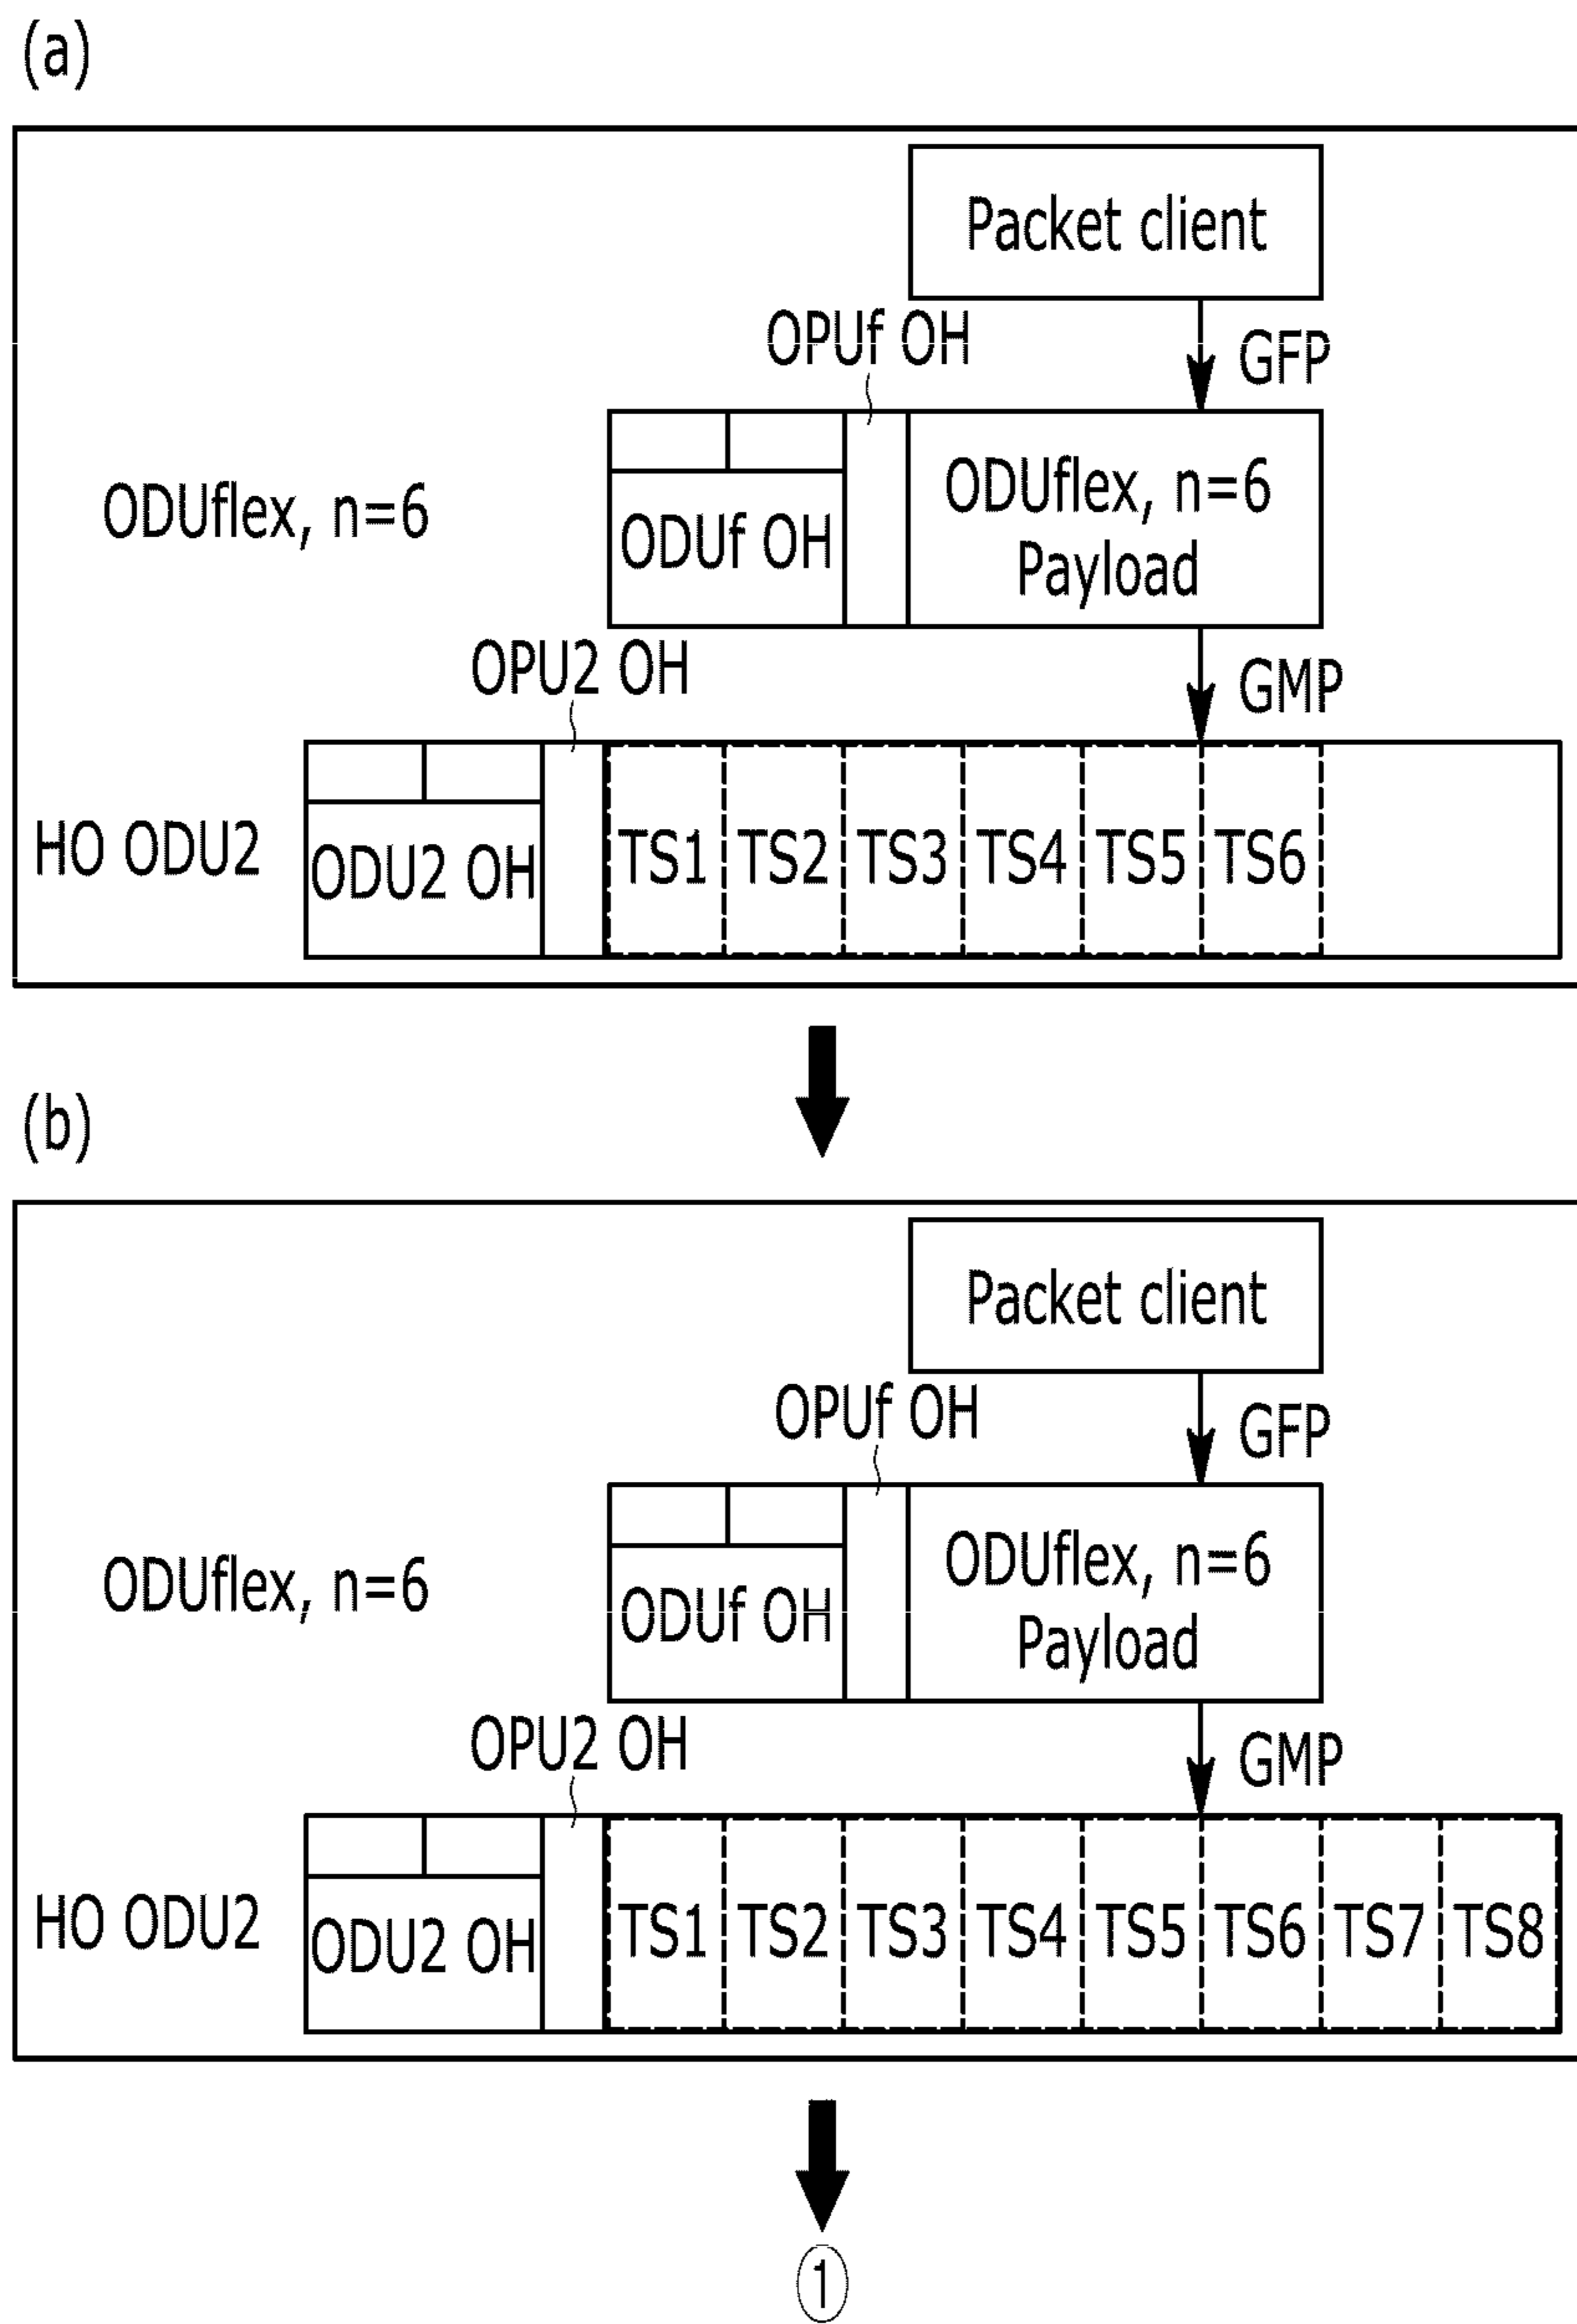 (a)
Packet client
OPUf OH
GFP
ODUflex, n=6
ODUf OH
ODUflex, n=6
Payload
OPU2 OH
GMP
HO ODU2
ODU2 OH
TS1 TS2 TS3 TS4 TS5 TS6
(b)
Packet client
OPUf OH
GFP
ODUflex, n=6
ODUf OH
ODUflex, n=6
Payload
OPU2 OH
GMP
HO ODU2
ODU2 OH
TS1 TS2 TS3 TS4 TS5 TS6 TS7 TS8
1